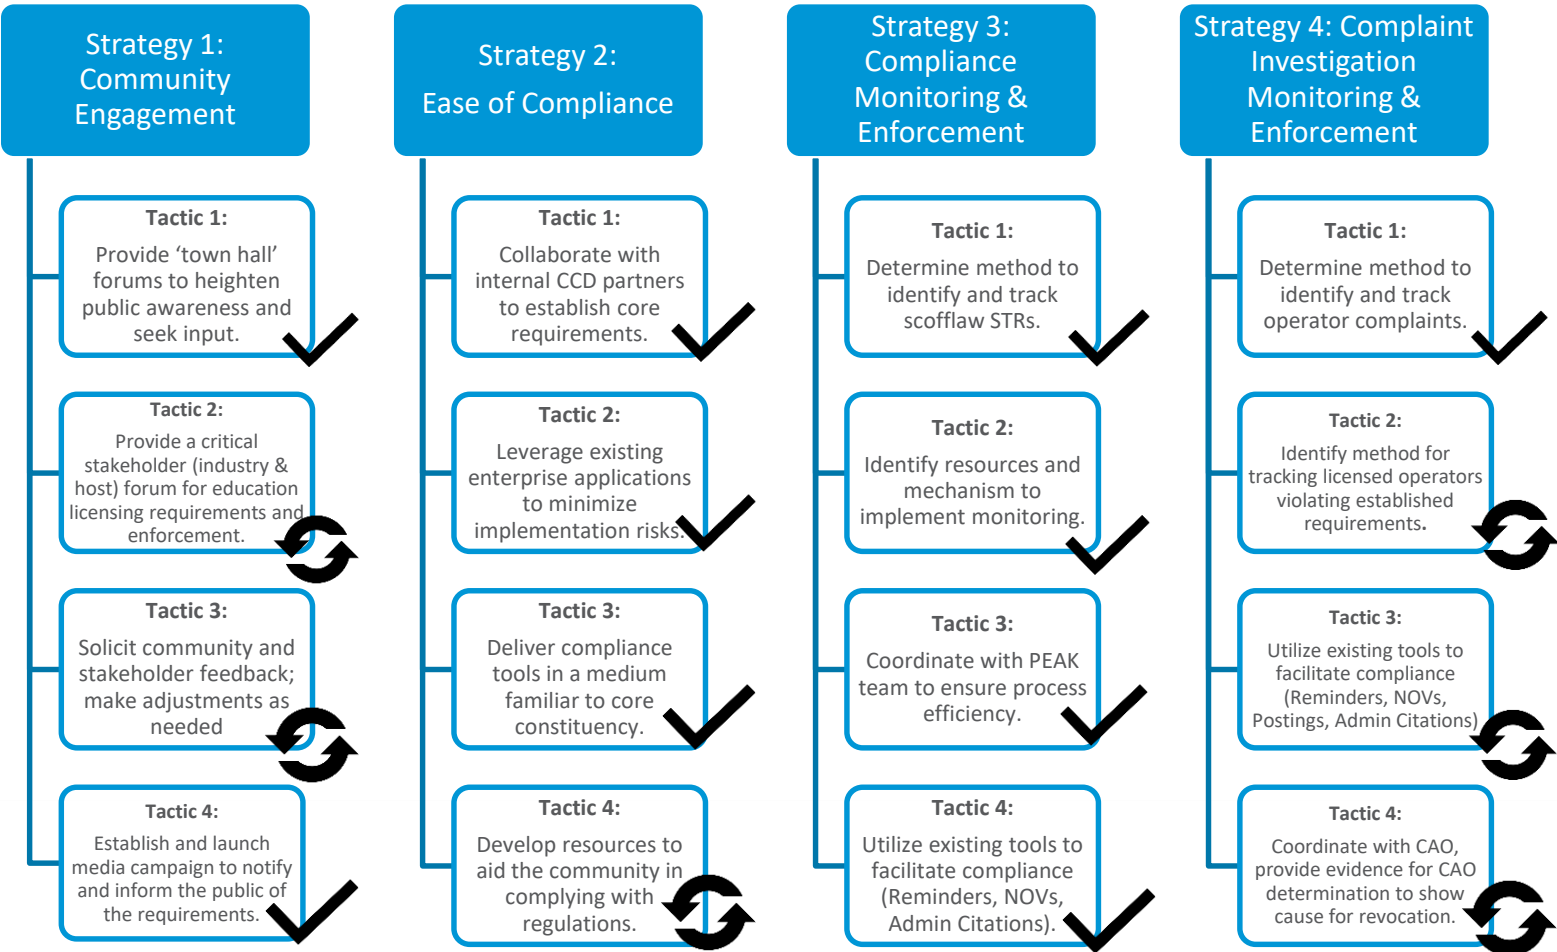 Strategy 1:
Community
Engagement
Tactic 1:
Provide ‘town hall’
forums to heighten
public awareness and
seek input.
Tactic 2:
Provide a critical
stakeholder (industry &
host) forum for education
licensing requirements and
enforcement.
Tactic 3:
Solicit community and
stakeholder feedback;
make adjustments as
needed
Tactic 4:
Establish and launch
media campaign to notify
and inform the public of
the requirements.
Strategy 2:
Ease of Compliance
Tactic 1:
Collaborate with
internal CCD partners
to establish core
requirements.
Tactic 2:
Leverage existing
enterprise applications
to minimize
implementation risks.
Tactic 3:
Deliver compliance
tools in a medium
familiar to core
constituency.
Tactic 4:
Develop resources to
aid the community in
complying with
regulations.
Strategy 3:
Compliance
Monitoring &
Enforcement
Tactic 1:
Determine method to
identify and track
scofflaw STRs.
Tactic 2:
Identify resources and
mechanism to
implement monitoring.
Tactic 3:
Coordinate with PEAK
team to ensure process
efficiency.
Tactic 4:
Utilize existing tools to
facilitate compliance
(Reminders, NOVs,
Admin Citations).
Strategy 4: Complaint
Investigation
Monitoring &
Enforcement
Tactic 1:
Determine method to
identify and track
operator complaints.
Tactic 2:
Identify method for
tracking licensed operators
violating established
requirements.
Tactic 3:
Utilize existing tools to
facilitate compliance
(Reminders, NOVs,
Postings, Admin Citations)
Tactic 4:
Coordinate with CAO,
provide evidence for CAO
determination to show
cause for revocation.